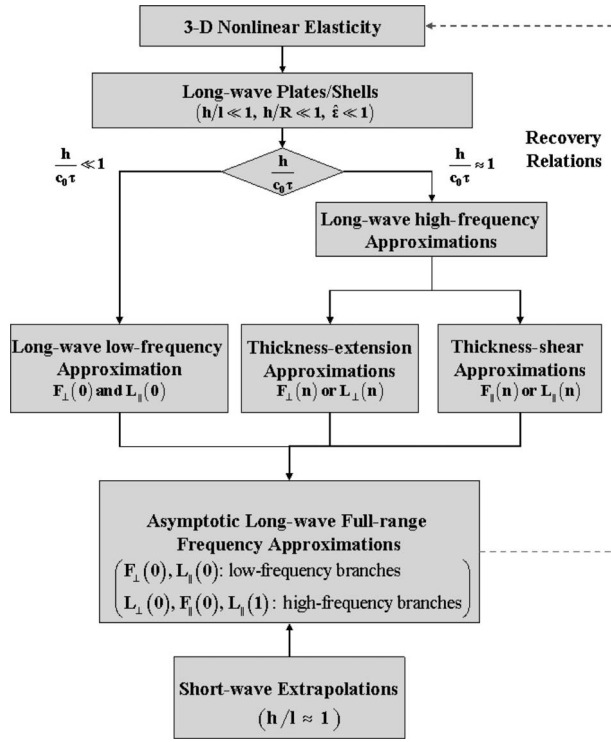 3-D Nonlinear Elasticity
Long-wave Plates/Shells
(h/l ≪ 1, h/R ≪ 1, ε̂ ≪ 1)
Recovery
Relations
h/c₀τ ≪ 1
h/c₀τ
h/c₀τ ≈ 1
Long-wave high-frequency
Approximations
Long-wave low-frequency
Approximation
F⊥(0) and L∥(0)
Thickness-extension
Approximations
F⊥(n) or L⊥(n)
Thickness-shear
Approximations
F∥(n) or L∥(n)
Asymptotic Long-wave Full-range
Frequency Approximations
F⊥(0), L∥(0): low-frequency branches
L⊥(0), F∥(0), L∥(1): high-frequency branches
Short-wave Extrapolations
(h/l ≈ 1)